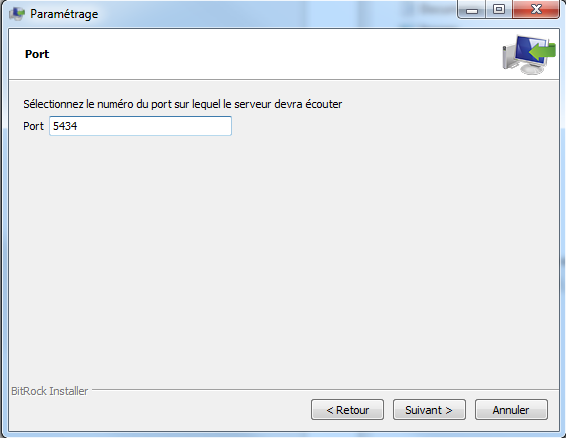 Paramétrage
Port
Sélectionnez le numéro du port sur lequel le serveur devra écouter
Port 5434
BitRock Installer
< Retour Suivant > Annuler